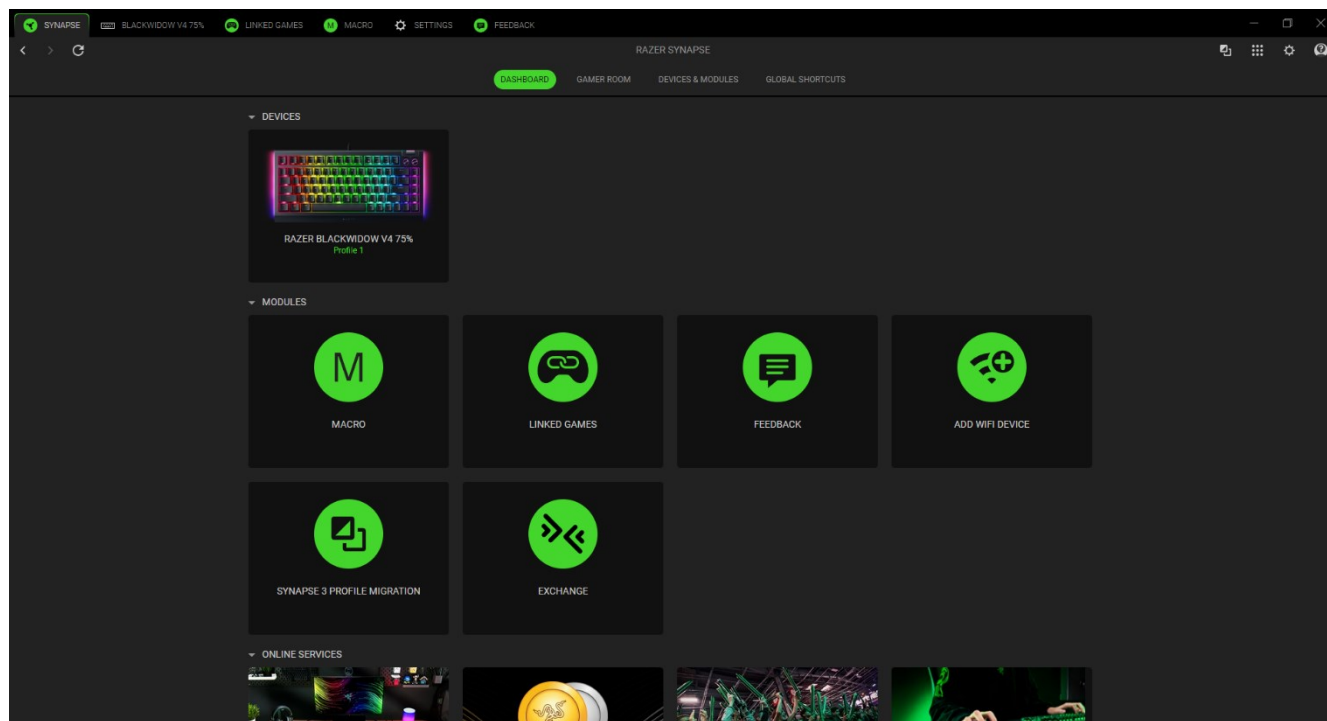 SYNAPSE BLACKWIDOW V4 75% LINKED GAMES M MACRO SETTINGS FEEDBACK
RAZER SYNAPSE
DASHBOARD GAMER ROOM DEVICES & MODULES GLOBAL SHORTCUTS
DEVICES
RAZER BLACKWIDOW V4 75%
Profile 1
MODULES
M
MACRO LINKED GAMES FEEDBACK ADD WIFI DEVICE
SYNAPSE 3 PROFILE MIGRATION EXCHANGE
ONLINE SERVICES